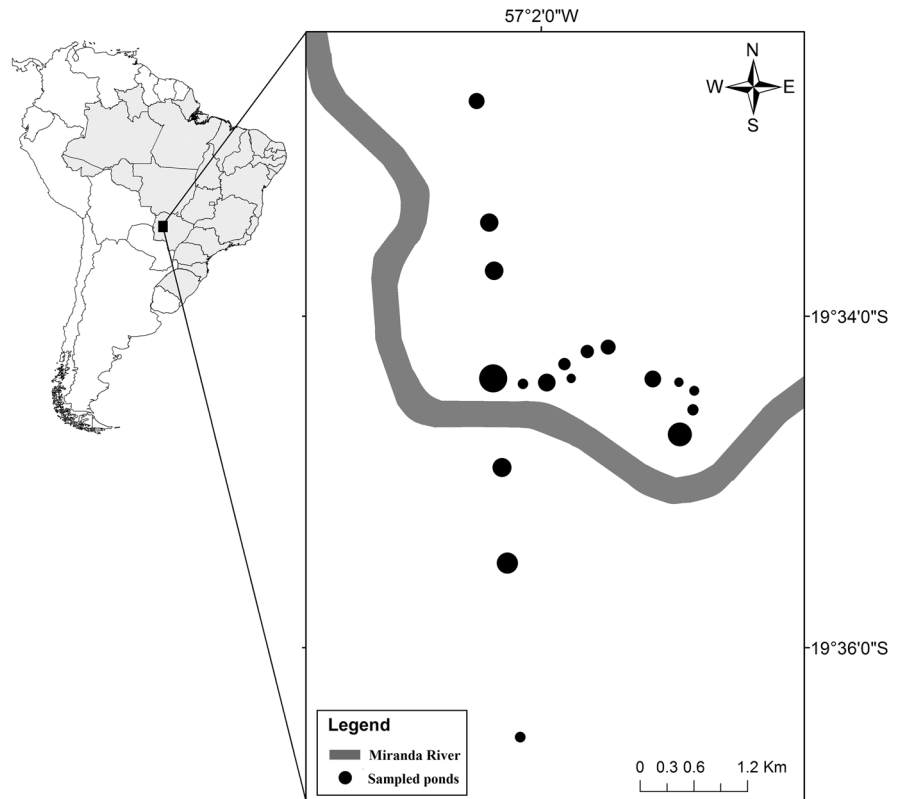 57°2'0"W
N
W E
S
19°34'0"S
19°36'0"S
Legend
Miranda River
Sampled ponds
0 0.3 0.6 1.2 Km